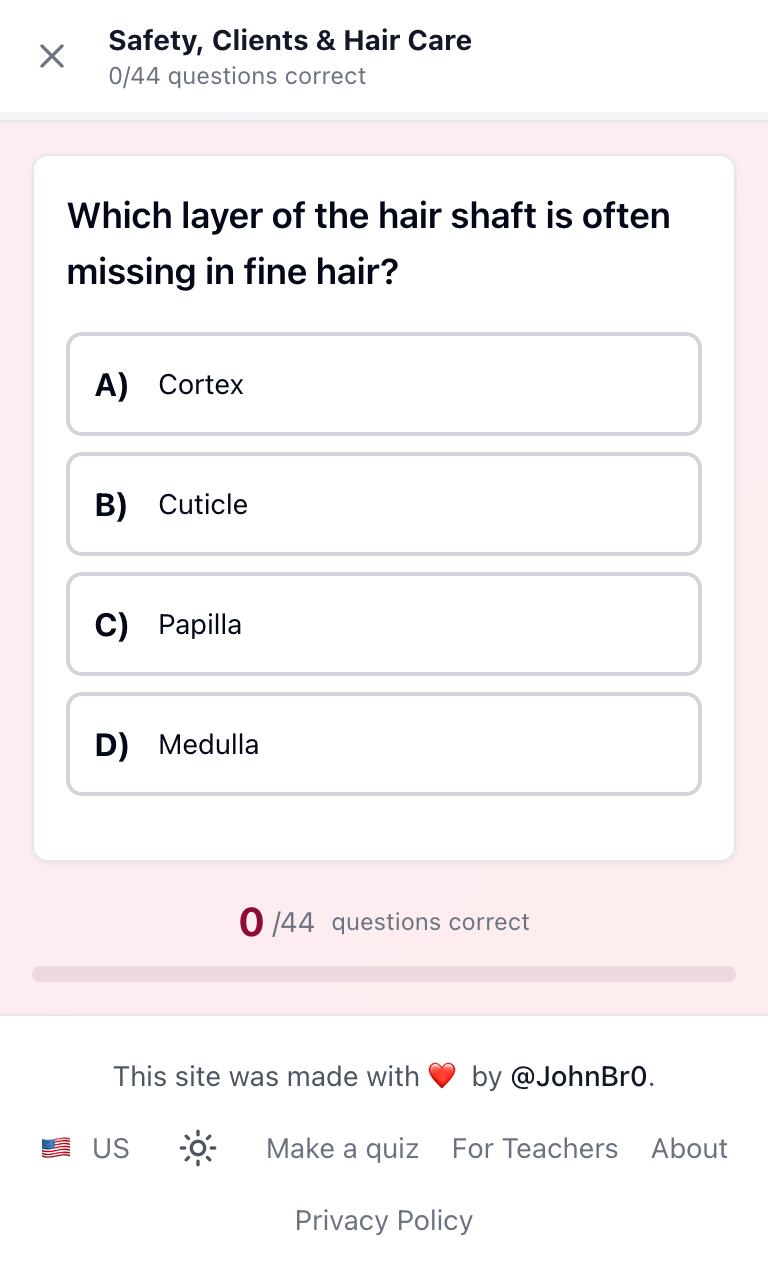 Safety, Clients & Hair Care
0/44 questions correct
Which layer of the hair shaft is often
missing in fine hair?
A) Cortex
B) Cuticle
C) Papilla
D) Medulla
0 /44 questions correct
This site was made with ❤️ by @JohnBr0.
🇺🇸 US Make a quiz For Teachers About
Privacy Policy